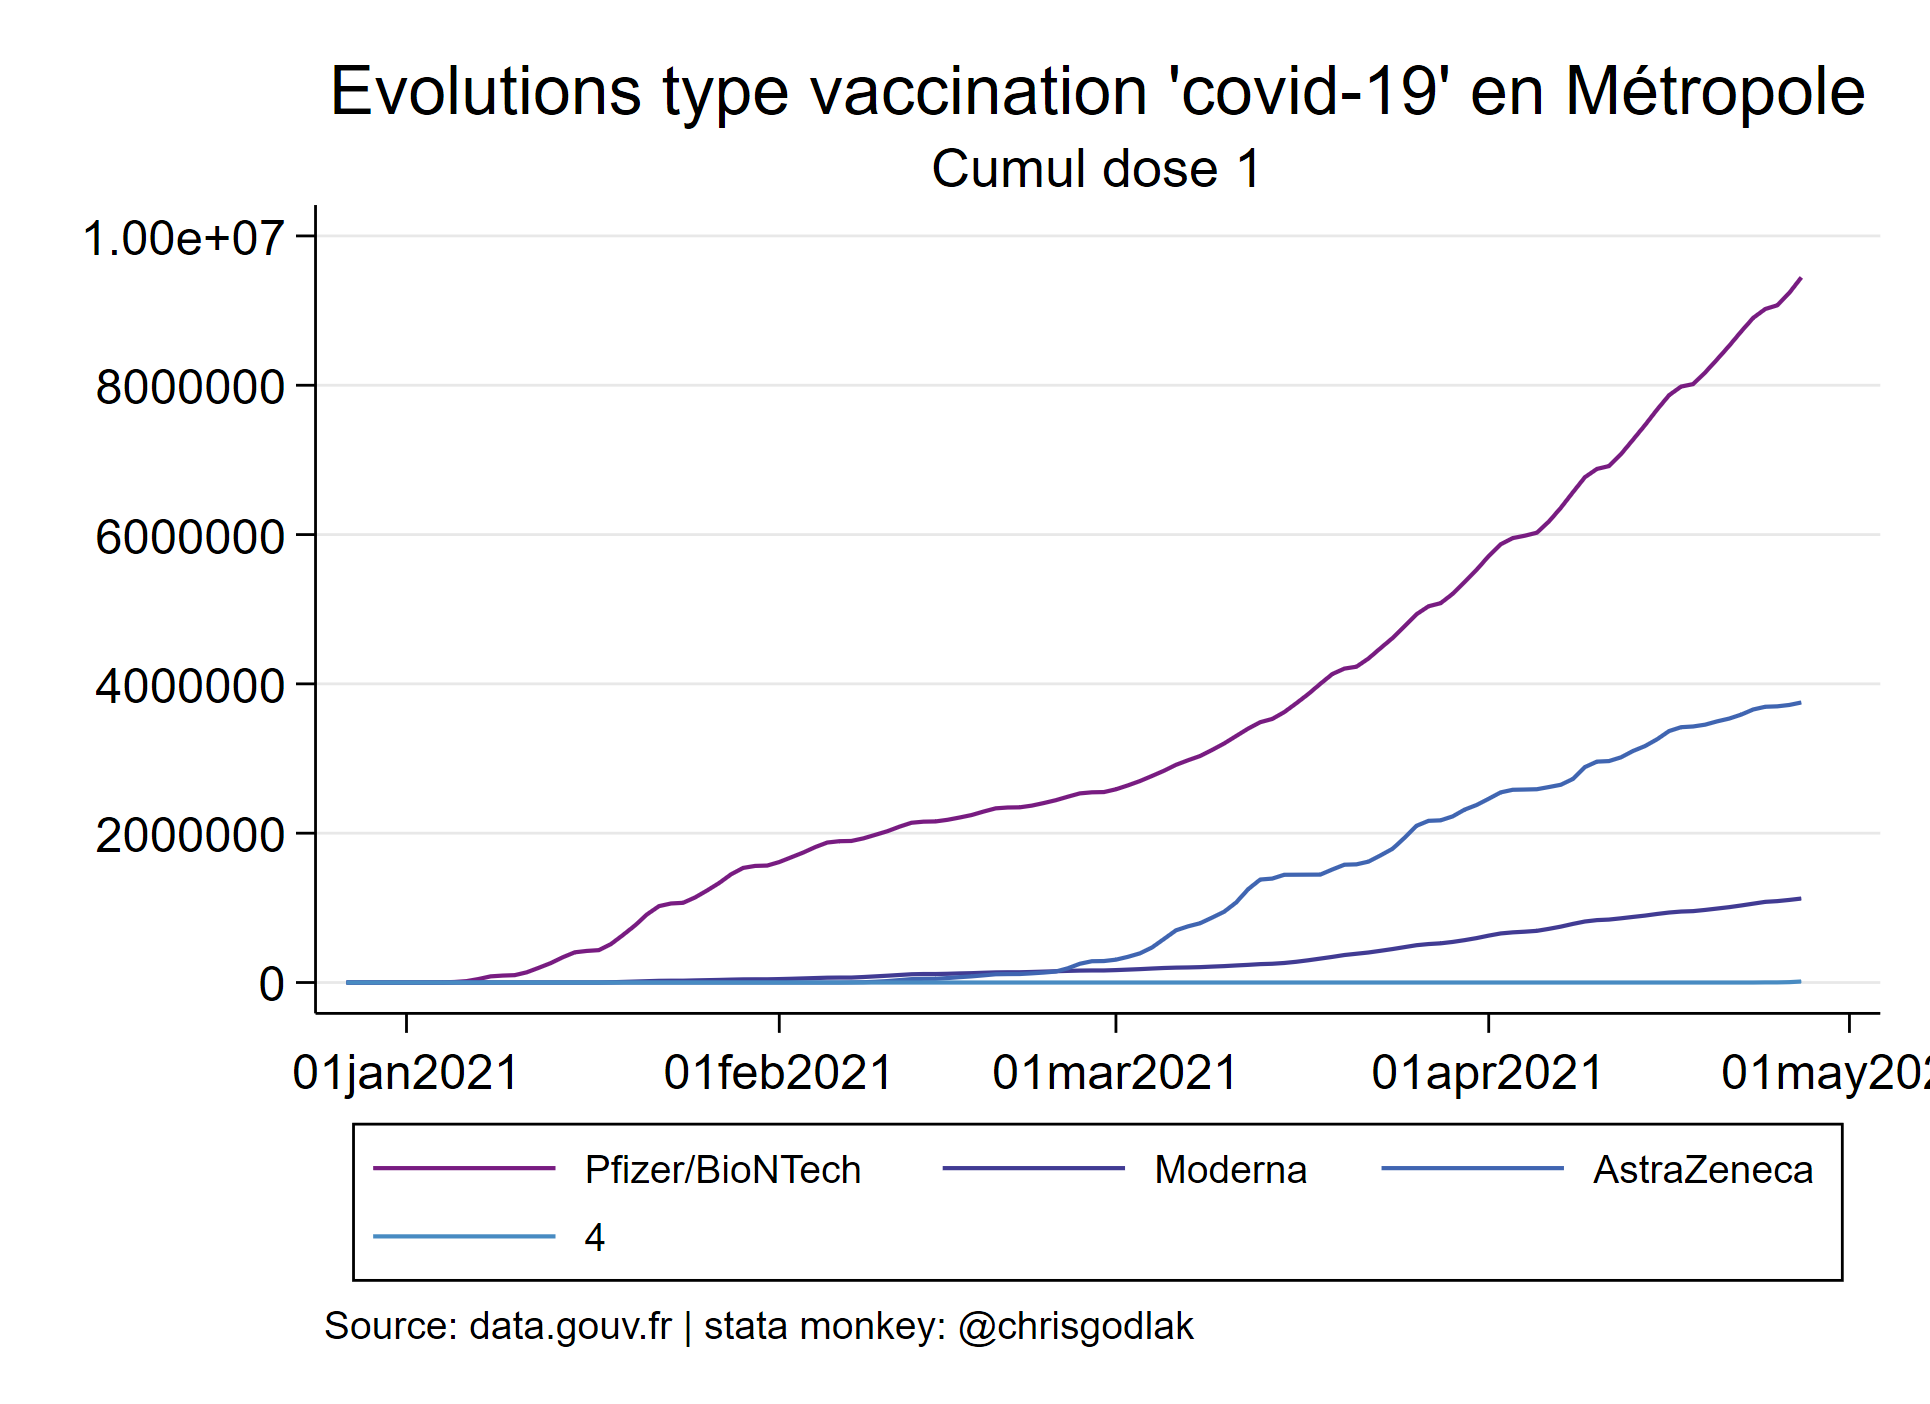 Evolutions type vaccination 'covid-19' en Métropole
Cumul dose 1
1.00e+07
8000000
6000000
4000000
2000000
0
01jan2021 01feb2021 01mar2021 01apr2021 01may202
Pfizer/BioNTech Moderna AstraZeneca
4
Source: data.gouv.fr | stata monkey: @chrisgodlak